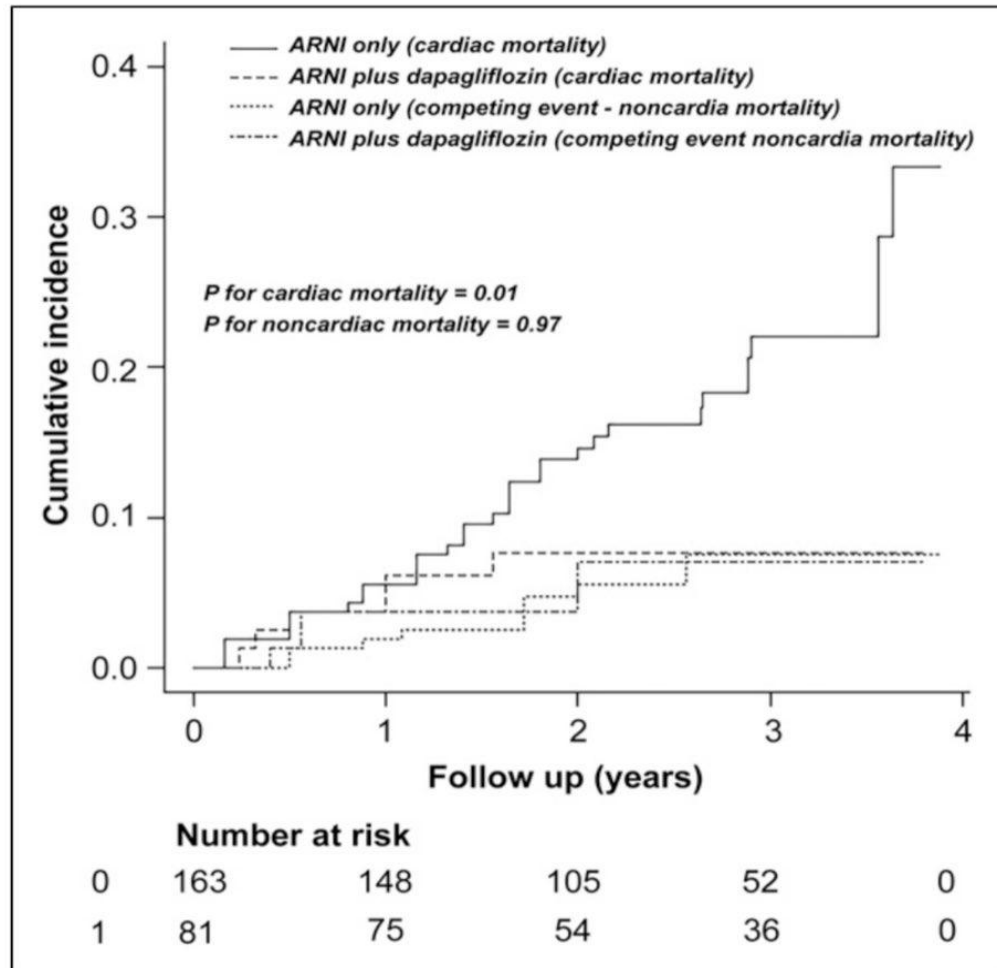 ARNI only (cardiac mortality)
ARNI plus dapagliflozin (cardiac mortality)
ARNI only (competing event - noncardia mortality)
ARNI plus dapagliflozin (competing event noncardia mortality)
0.4
0.3
0.2
0.1
0.0
Cumulative incidence
P for cardiac mortality = 0.01
P for noncardiac mortality = 0.97
0 1 2 3 4
Follow up (years)
Number at risk
0 163 148 105 52 0
1 81 75 54 36 0